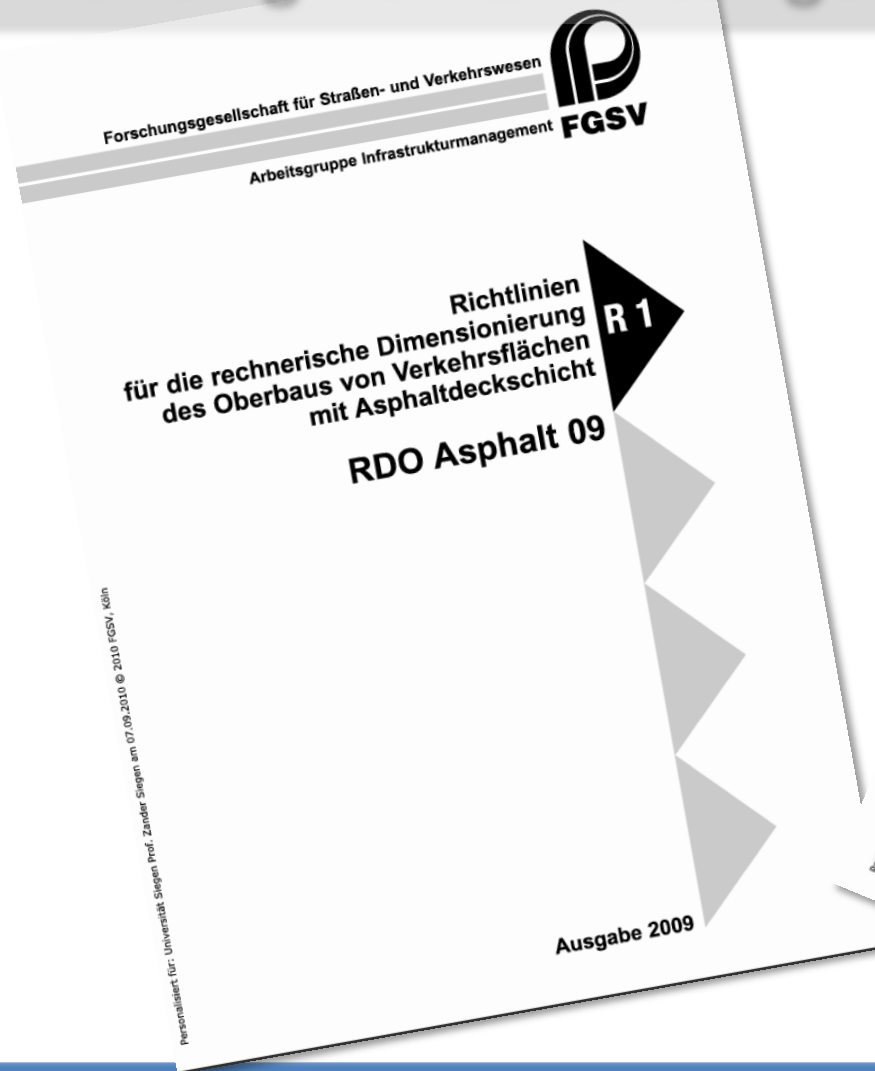 Forschungsgesellschaft für Straßen- und Verkehrswesen
FGSV
Arbeitsgruppe Infrastrukturmanagement
Richtlinien
für die rechnerische Dimensionierung
des Oberbaus von Verkehrsflächen
mit Asphaltdeckschicht
R 1
RDO Asphalt 09
Personalisiert für: Universität Siegen Prof. Zander Siegen am 07.09.2010 © 2010 FGSV, Köln
Ausgabe 2009